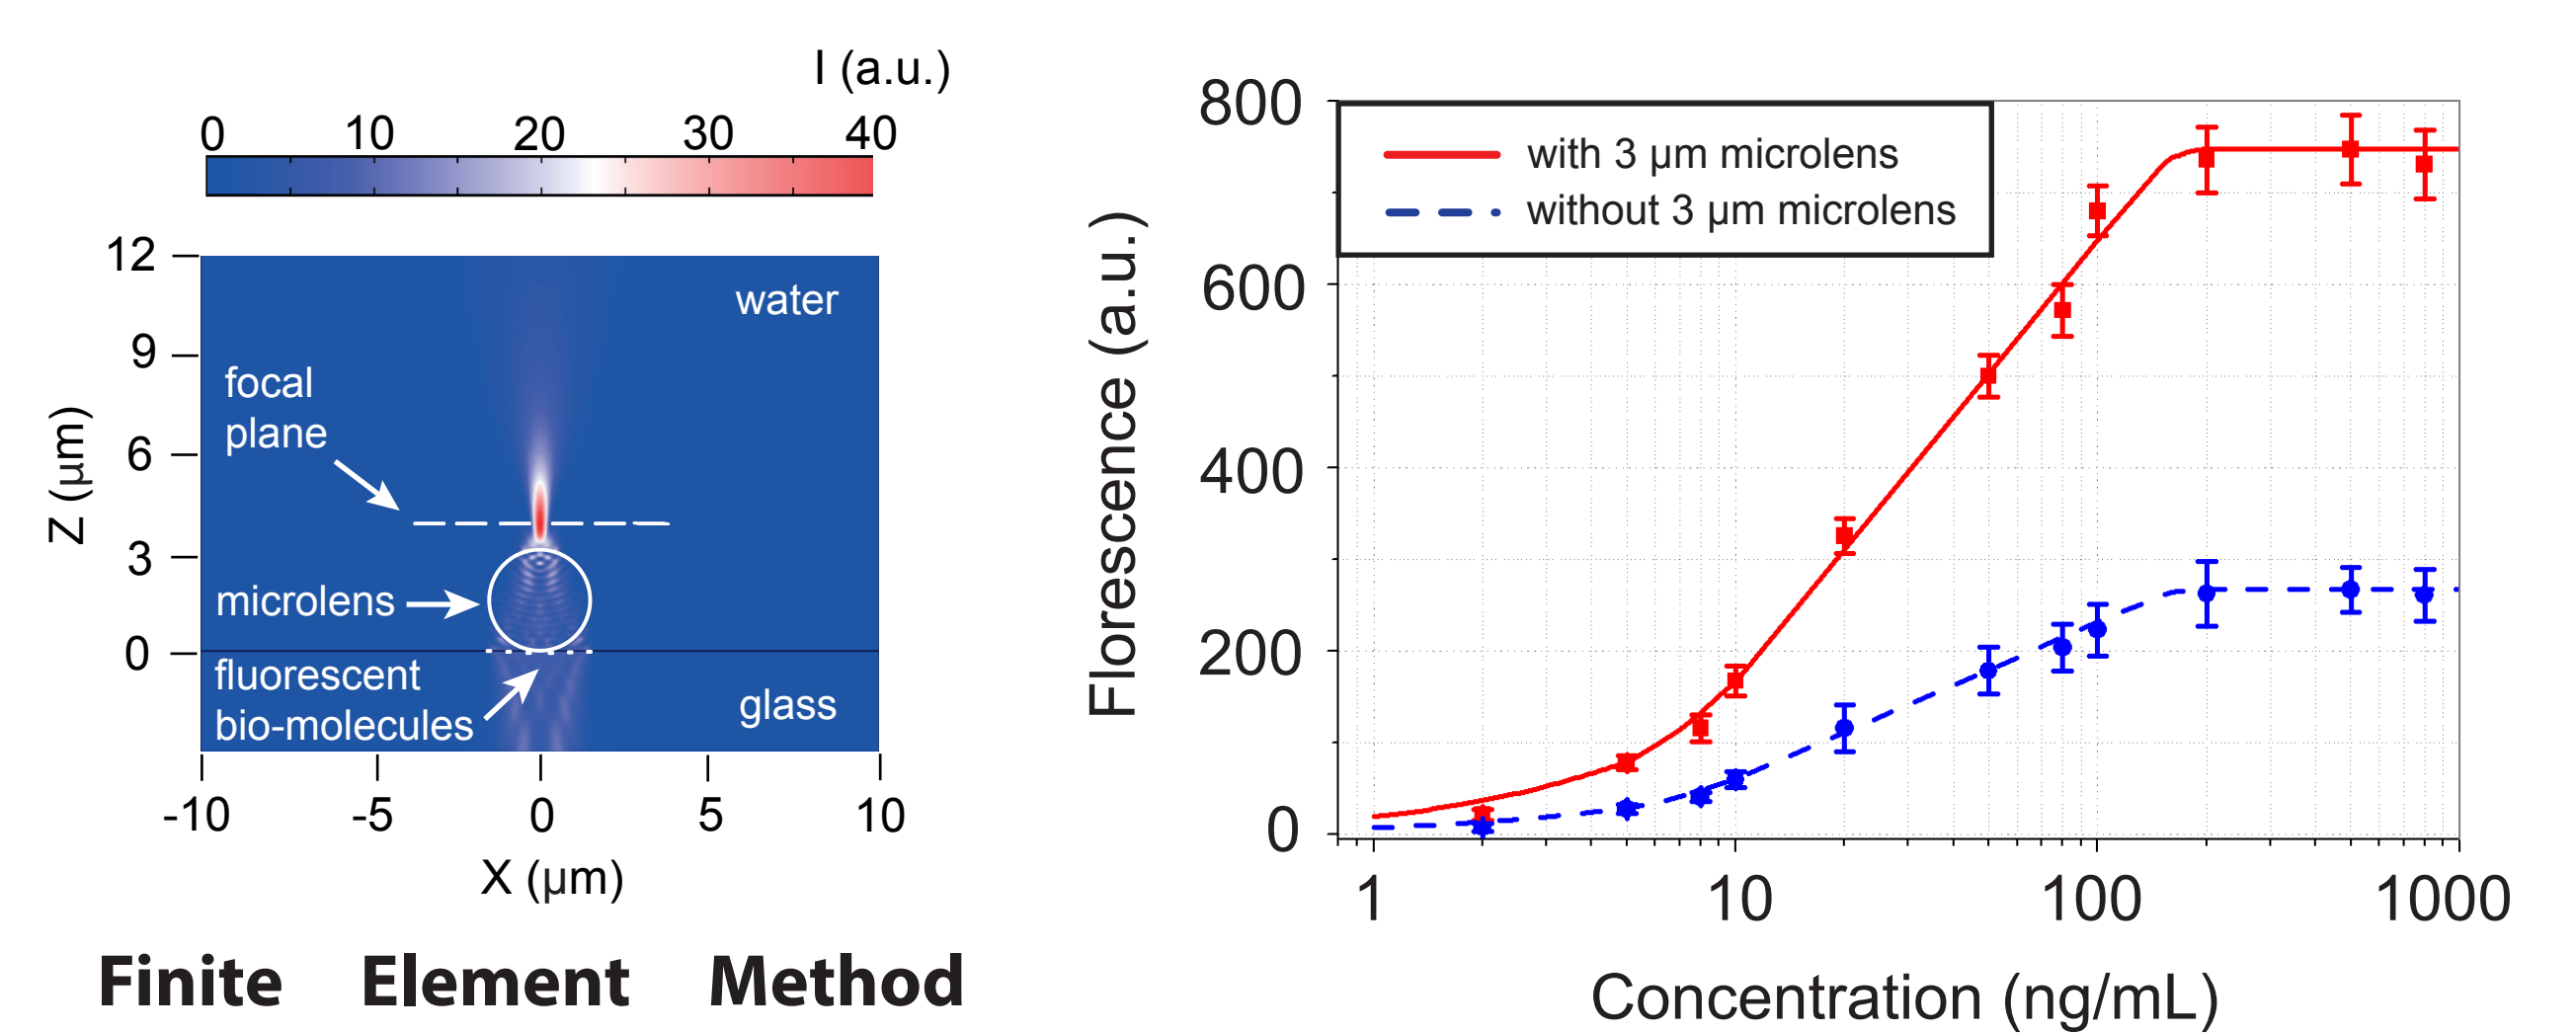 I (a.u.)
0 10 20 30 40
12
9
6
3
0
Z (µm)
water
focal
plane
microlens
fluorescent
bio-molecules
glass
-10 -5 0 5 10
X (µm)
Finite Element Method
800
600
400
200
0
Florescence (a.u.)
with 3 µm microlens
without 3 µm microlens
1 10 100 1000
Concentration (ng/mL)